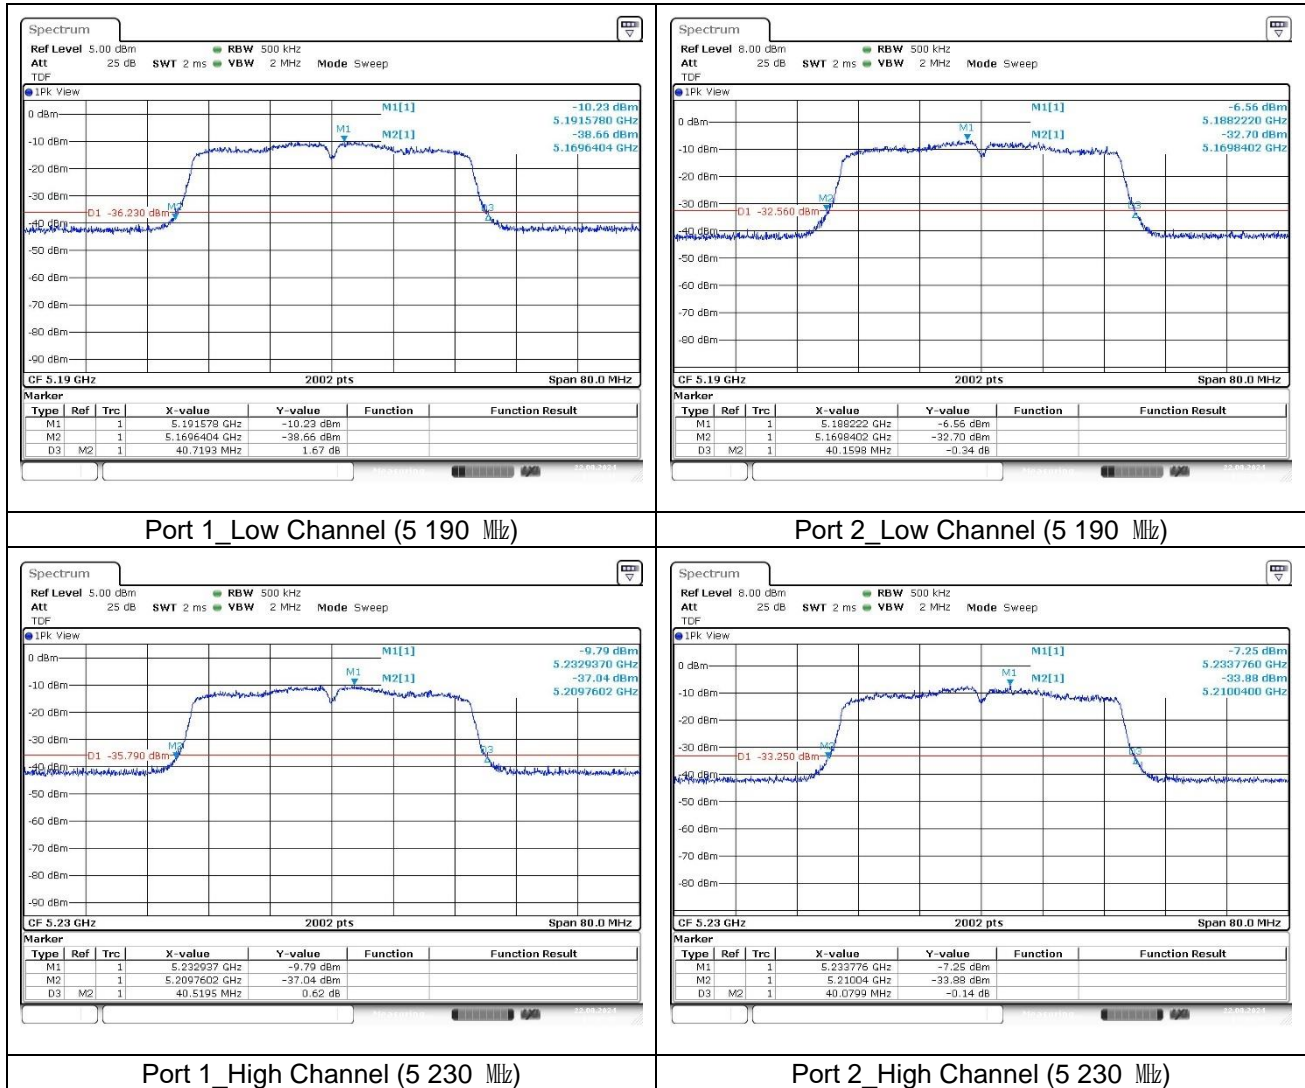 Spectrum
Ref Level 5.00 dBm RBW 500 kHz
Att 25 dB SWT 2 ms VBW 2 MHz Mode Sweep
TDF
1Pk View
M1[1] -10.23 dBm
5.1915780 GHz
M2[1] -38.66 dBm
5.1696404 GHz
0 dBm
M1
-10 dBm
-20 dBm
-30 dBm
M2
D1 -36.230 dBm
D3
-40 dBm
-50 dBm
-60 dBm
-70 dBm
-80 dBm
-90 dBm
CF 5.19 GHz 2002 pts Span 80.0 MHz
Marker
Type Ref Trc X-value Y-value Function Function Result
M1 1 5.191578 GHz -10.23 dBm
M2 1 5.1696404 GHz -38.66 dBm
D3 M2 1 40.7193 MHz 1.67 dB
Port 1_Low Channel (5 190 ㎒)
Spectrum
Ref Level 8.00 dBm RBW 500 kHz
Att 25 dB SWT 2 ms VBW 2 MHz Mode Sweep
TDF
1Pk View
M1[1] -6.56 dBm
5.1882220 GHz
M2[1] -32.70 dBm
5.1698402 GHz
0 dBm
M1
-10 dBm
-20 dBm
M2
-30 dBm
D1 -32.560 dBm
D3
-40 dBm
-50 dBm
-60 dBm
-70 dBm
-80 dBm
CF 5.19 GHz 2002 pts Span 80.0 MHz
Marker
Type Ref Trc X-value Y-value Function Function Result
M1 1 5.188222 GHz -6.56 dBm
M2 1 5.1698402 GHz -32.70 dBm
D3 M2 1 40.1598 MHz -0.34 dB
Port 2_Low Channel (5 190 ㎒)
Spectrum
Ref Level 5.00 dBm RBW 500 kHz
Att 25 dB SWT 2 ms VBW 2 MHz Mode Sweep
TDF
1Pk View
M1[1] -9.79 dBm
5.2329370 GHz
M2[1] -37.04 dBm
5.2097602 GHz
0 dBm
M1
-10 dBm
-20 dBm
-30 dBm
M2
D1 -35.790 dBm
D3
-40 dBm
-50 dBm
-60 dBm
-70 dBm
-80 dBm
-90 dBm
CF 5.23 GHz 2002 pts Span 80.0 MHz
Marker
Type Ref Trc X-value Y-value Function Function Result
M1 1 5.232937 GHz -9.79 dBm
M2 1 5.2097602 GHz -37.04 dBm
D3 M2 1 40.5195 MHz 0.62 dB
Port 1_High Channel (5 230 ㎒)
Spectrum
Ref Level 8.00 dBm RBW 500 kHz
Att 25 dB SWT 2 ms VBW 2 MHz Mode Sweep
TDF
1Pk View
M1[1] -7.25 dBm
5.2337760 GHz
M2[1] -33.88 dBm
5.2100400 GHz
0 dBm
M1
-10 dBm
-20 dBm
M2
-30 dBm
D1 -33.250 dBm
D3
-40 dBm
-50 dBm
-60 dBm
-70 dBm
-80 dBm
CF 5.23 GHz 2002 pts Span 80.0 MHz
Marker
Type Ref Trc X-value Y-value Function Function Result
M1 1 5.233776 GHz -7.25 dBm
M2 1 5.21004 GHz -33.88 dBm
D3 M2 1 40.0799 MHz -0.14 dB
Port 2_High Channel (5 230 ㎒)